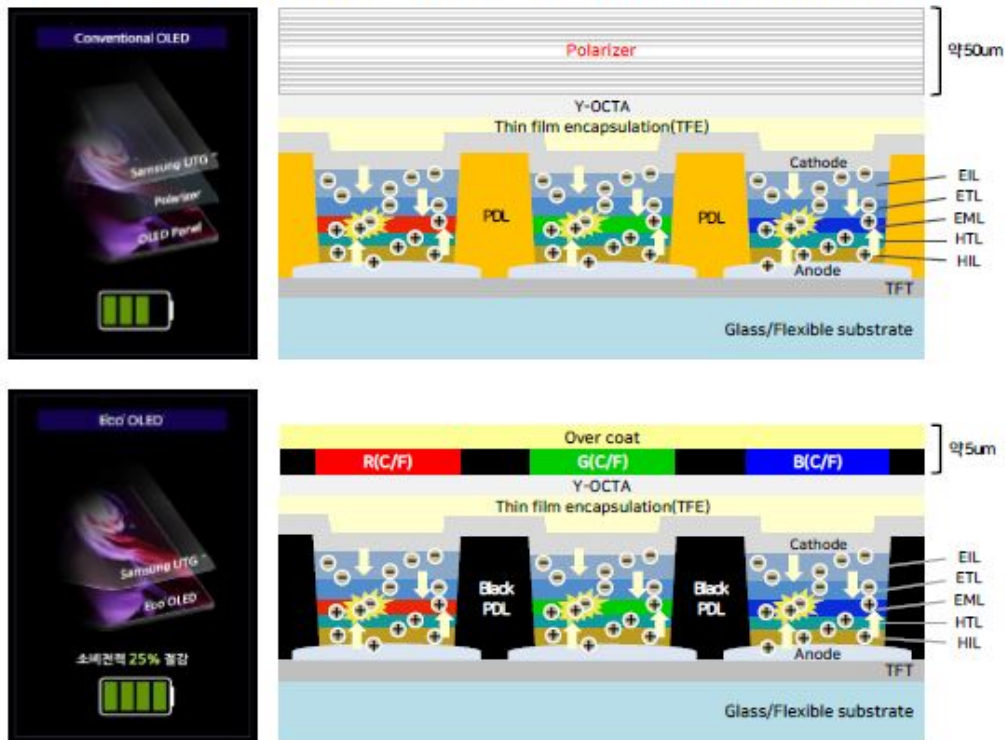 Conventional OLED
Samsung UTG
Polarizer
OLED Panel
Polarizer
약50um
Y-OCTA
Thin film encapsulation(TFE)
Cathode
PDL
PDL
Anode
EIL
ETL
EML
HTL
HIL
TFT
Glass/Flexible substrate
Eco OLED
Samsung UTG
Eco OLED
소비전력 25% 절감
Over coat
R(C/F)
G(C/F)
B(C/F)
약5um
Y-OCTA
Thin film encapsulation(TFE)
Cathode
Black
PDL
Black
PDL
Anode
EIL
ETL
EML
HTL
HIL
TFT
Glass/Flexible substrate